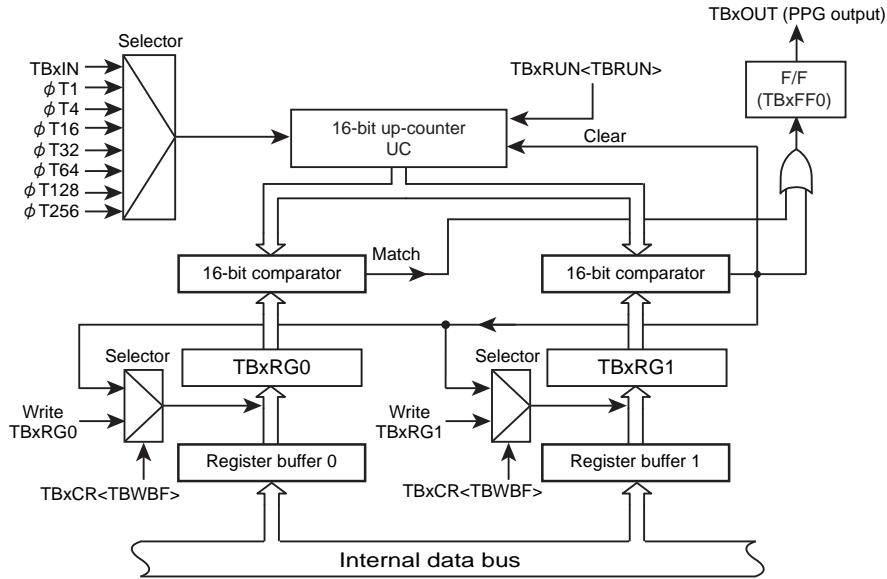 TBxOUT (PPG output)
Selector
TBxIN
ϕT1
ϕT4
ϕT16
ϕT32
ϕT64
ϕT128
ϕT256
TBxRUN<TBRUN>
F/F
(TBxFF0)
16-bit up-counter
UC
Clear
16-bit comparator
Match
16-bit comparator
Selector
TBxRG0
Selector
TBxRG1
Write
TBxRG0
Write
TBxRG1
Register buffer 0
Register buffer 1
TBxCR<TBWBF>
TBxCR<TBWBF>
Internal data bus